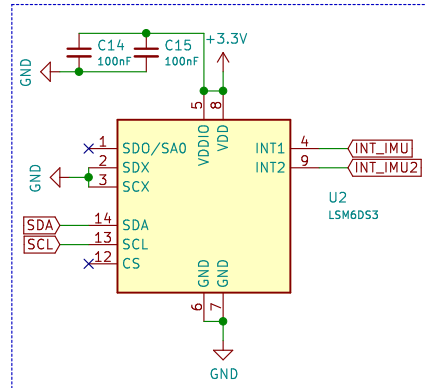 C14
100nF
C15
100nF
+3.3V
GND
5
8
VDDIO
VDD
1
SDO/SA0
2
SDX
3
SCX
GND
INT1
4
INT_IMU
INT2
9
INT_IMU2
U2
LSM6DS3
SDA
14
SDA
SCL
13
SCL
12
CS
GND
GND
6
7
GND